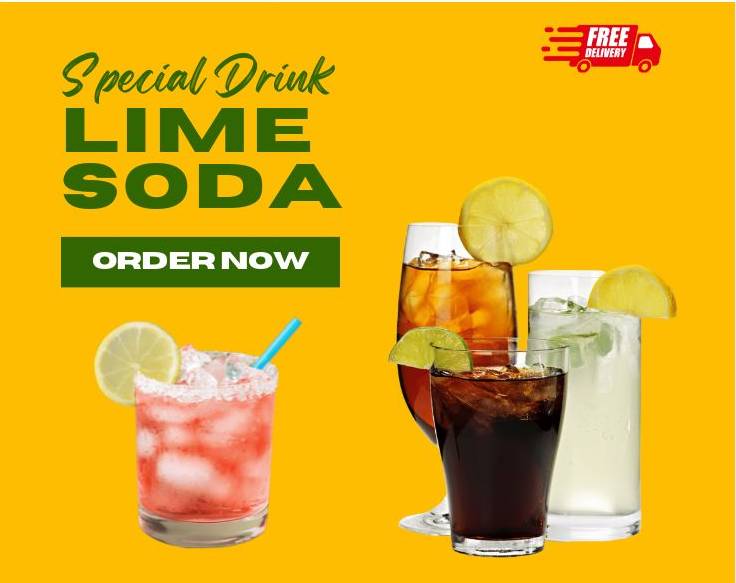 Special Drink
LIME
SODA
ORDER NOW
FREE
DELIVERY